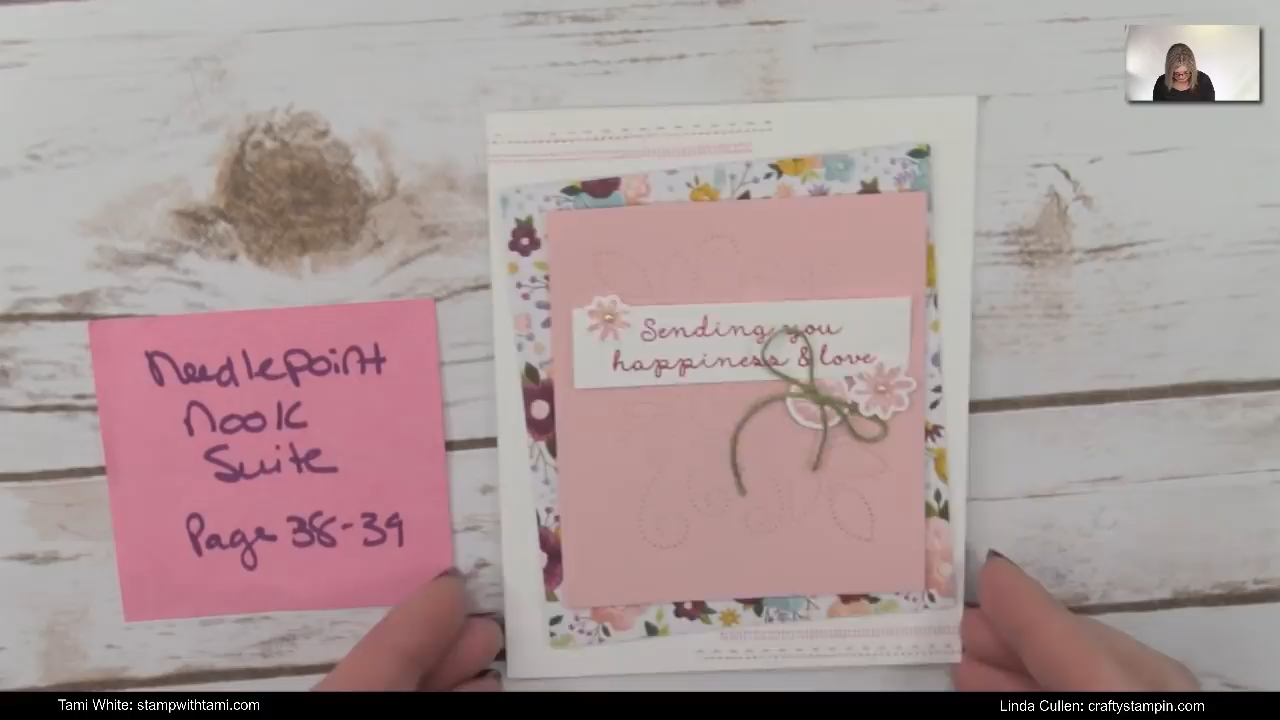 Needlepoint
Nook
Suite
Page 38-39
Sending you
happiness & love
Tami White: stampwithtami.com
Linda Cullen: craftystampin.com